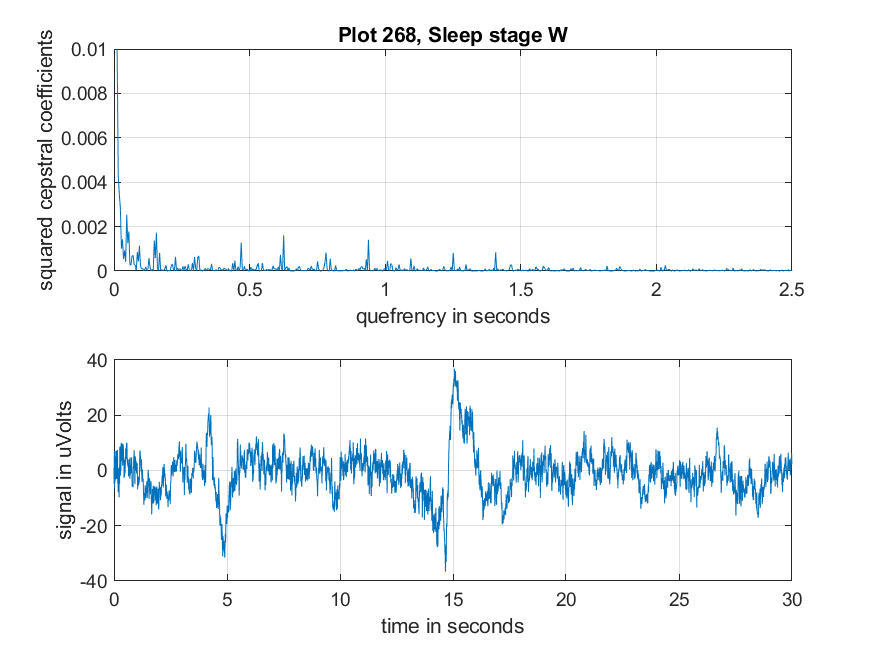 Plot 268, Sleep stage W
squared cepstral coefficients
0.01
0.008
0.006
0.004
0.002
0
0 0.5 1 1.5 2 2.5
quefrency in seconds
signal in uVolts
40
20
0
-20
-40
0 5 10 15 20 25 30
time in seconds